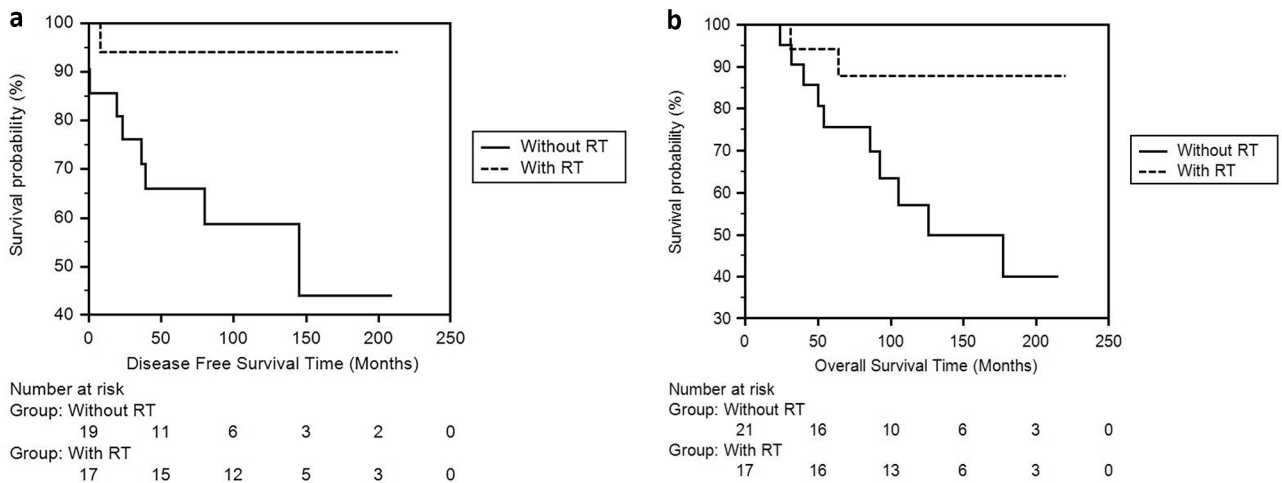 a
Survival probability (%)
100
90
80
70
60
50
40
0 50 100 150 200 250
Disease Free Survival Time (Months)
Without RT
With RT
Number at risk
Group: Without RT
19 11 6 3 2 0
Group: With RT
17 15 12 5 3 0
b
Survival probability (%)
100
90
80
70
60
50
40
30
0 50 100 150 200 250
Overall Survival Time (Months)
Without RT
With RT
Number at risk
Group: Without RT
21 16 10 6 3 0
Group: With RT
17 16 13 6 3 0